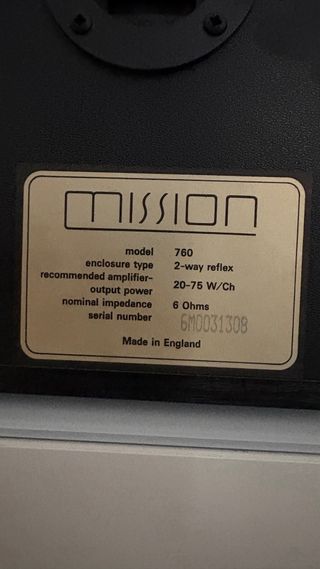 mission
model 760
enclosure type 2-way reflex
recommended amplifier-
output power 20-75 W/Ch
nominal impedance 6 Ohms
serial number 6M0031308
Made in England